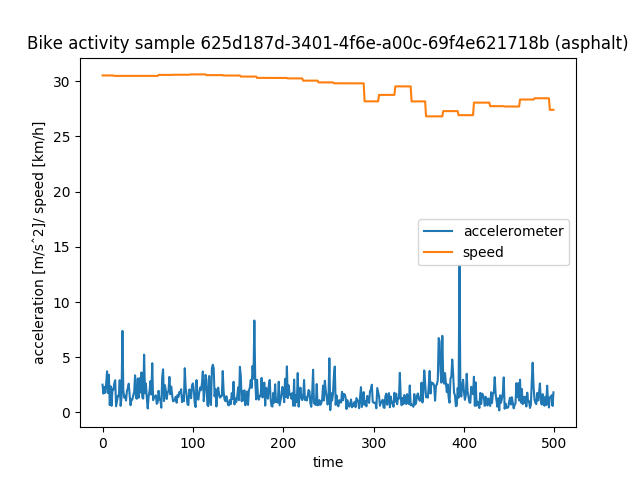 Bike activity sample 625d187d-3401-4f6e-a00c-69f4e621718b (asphalt)
acceleration [m/s^2]/ speed [km/h]
30
25
20
15
10
5
0
accelerometer
speed
0
100
200
300
400
500
time